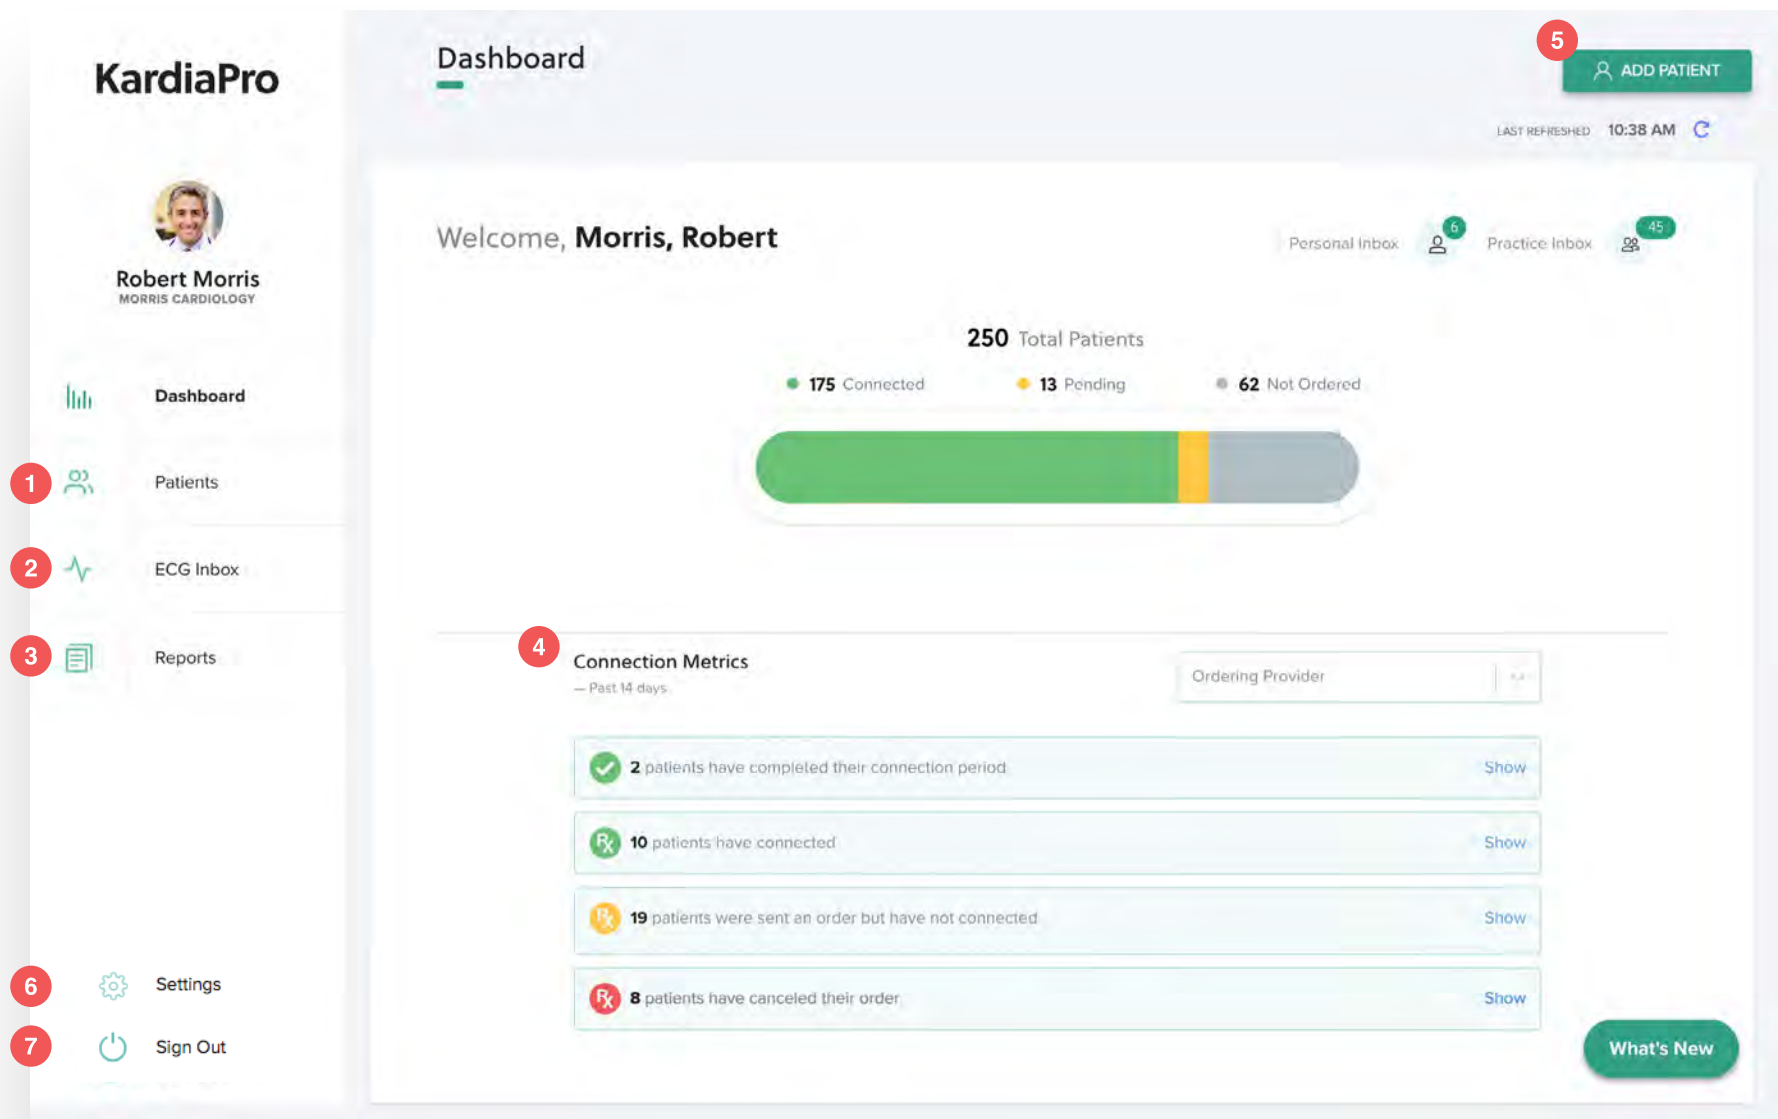 KardiaPro
Robert Morris
MORRIS CARDIOLOGY
Dashboard
1 Patients
2 ECG Inbox
3 Reports
6 Settings
7 Sign Out
Dashboard
5
ADD PATIENT
LAST REFRESHED 10:38 AM
Welcome, Morris, Robert
Personal Inbox 6 Practice Inbox 45
250 Total Patients
175 Connected 13 Pending 62 Not Ordered
4
Connection Metrics
— Past 14 days
Ordering Provider
2 patients have completed their connection period Show
Rx 10 patients have connected Show
Rx 19 patients were sent an order but have not connected Show
Rx 8 patients have canceled their order Show
What's New